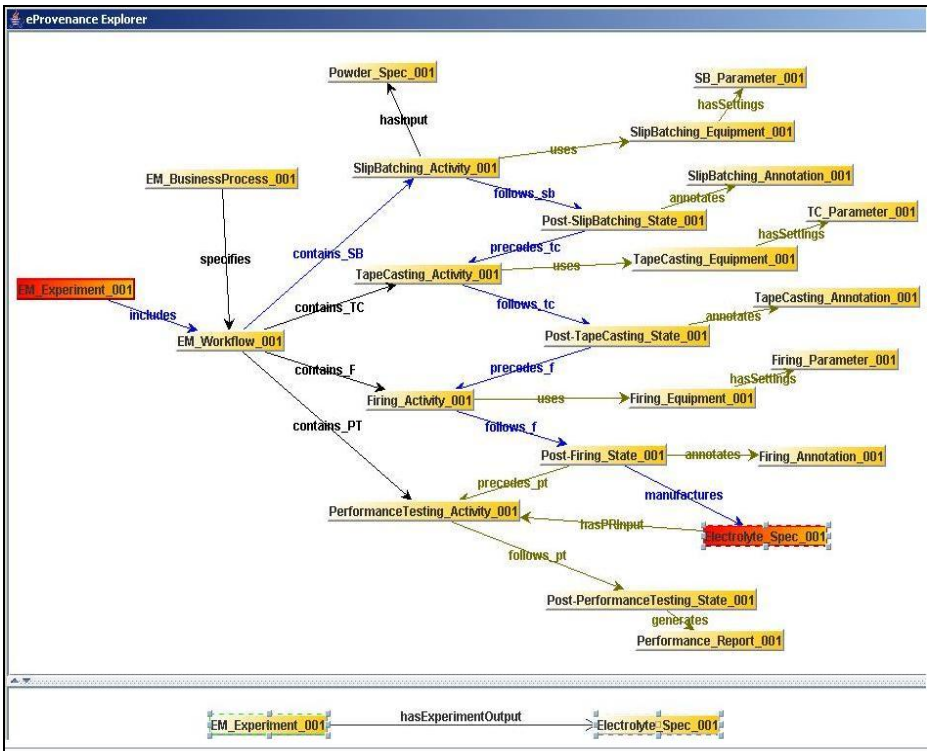 eProvenance Explorer
Powder_Spec_001
SB_Parameter_001
hasSettings
hasInput
SlipBatching_Equipment_001
uses
SlipBatching_Activity_001
EM_BusinessProcess_001
SlipBatching_Annotation_001
follows_sb
annotates
TC_Parameter_001
Post-SlipBatching_State_001
hasSettings
precedes_tc
contains_SB
specifies
TapeCasting_Equipment_001
uses
TapeCasting_Activity_001
EM_Experiment_001
contains_TC
follows_tc
TapeCasting_Annotation_001
includes
annotates
EM_Workflow_001
Post-TapeCasting_State_001
Firing_Parameter_001
precedes_f
contains_F
hasSettings
Firing_Activity_001
uses
Firing_Equipment_001
contains_PT
follows_f
Post-Firing_State_001
annotates
Firing_Annotation_001
precedes_pt
manufactures
PerformanceTesting_Activity_001
hasPRInput
Electrolyte_Spec_001
follows_pt
Post-PerformanceTesting_State_001
generates
Performance_Report_001
hasExperimentOutput
EM_Experiment_001
Electrolyte_Spec_001